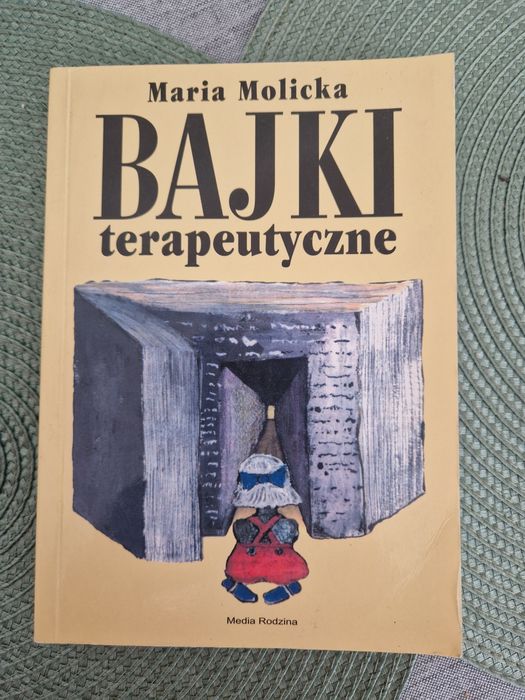 Maria Molicka
BAJKI
terapeutyczne
Media Rodzina